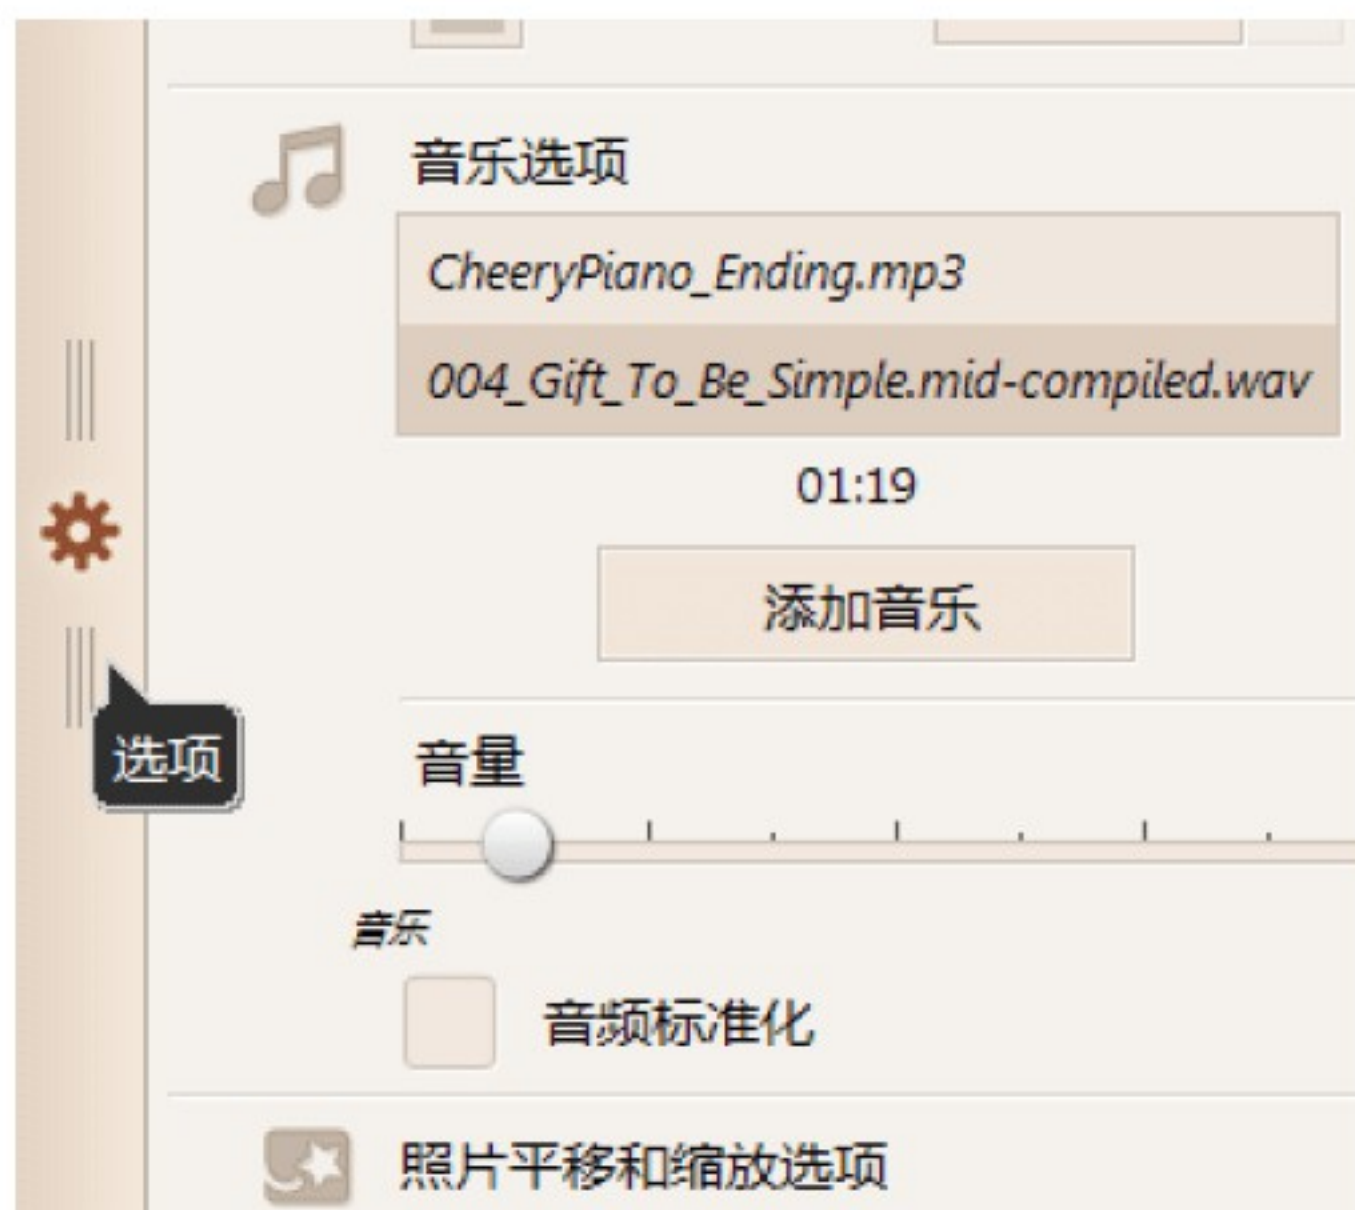 音乐选项
CheeryPiano_Ending.mp3
004_Gift_To_Be_Simple.mid-compiled.wav
01:19
添加音乐
选项
音量
音乐
音频标准化
照片平移和缩放选项